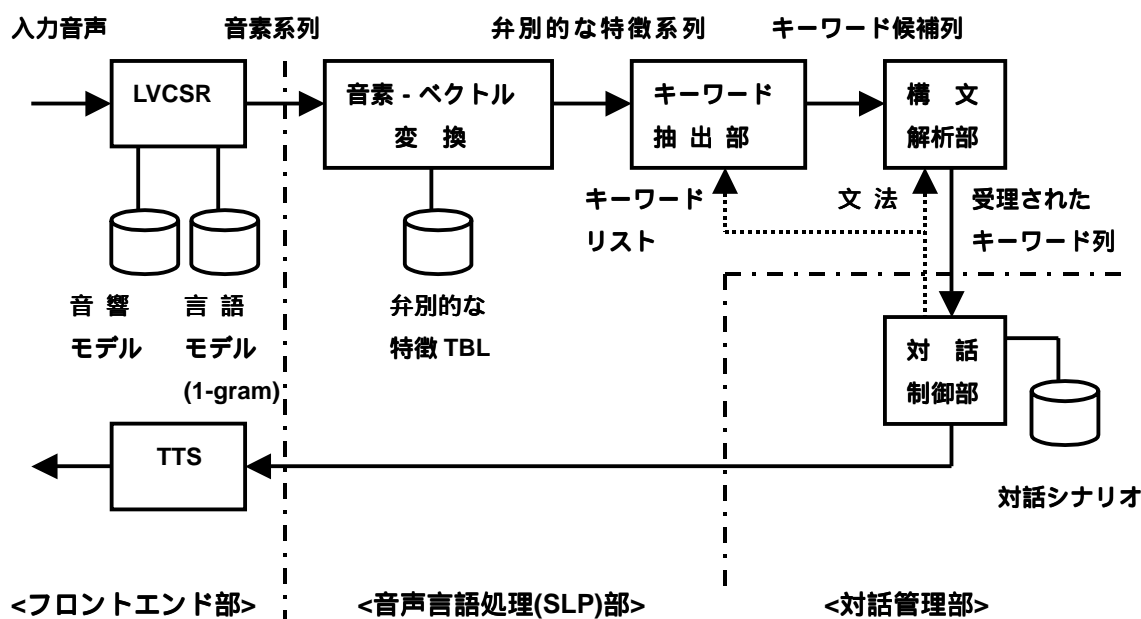 入力音声
音素系列
弁別的な特徴系列
キーワード候補列
LVCSR
音素 - ベクトル
変 換
キーワード
抽 出 部
構 文
解析部
キーワード
リスト
文 法
受理された
キーワード列
音 響
モデル
言 語
モデル
(1-gram)
弁別的な
特徴 TBL
対 話
制御部
TTS
対話シナリオ
<フロントエンド部>
<音声言語処理(SLP)部>
<対話管理部>